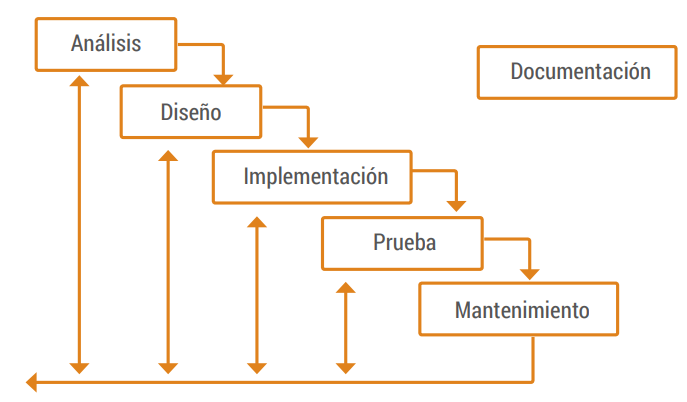 Análisis
Documentación
Diseño
Implementación
Prueba
Mantenimiento